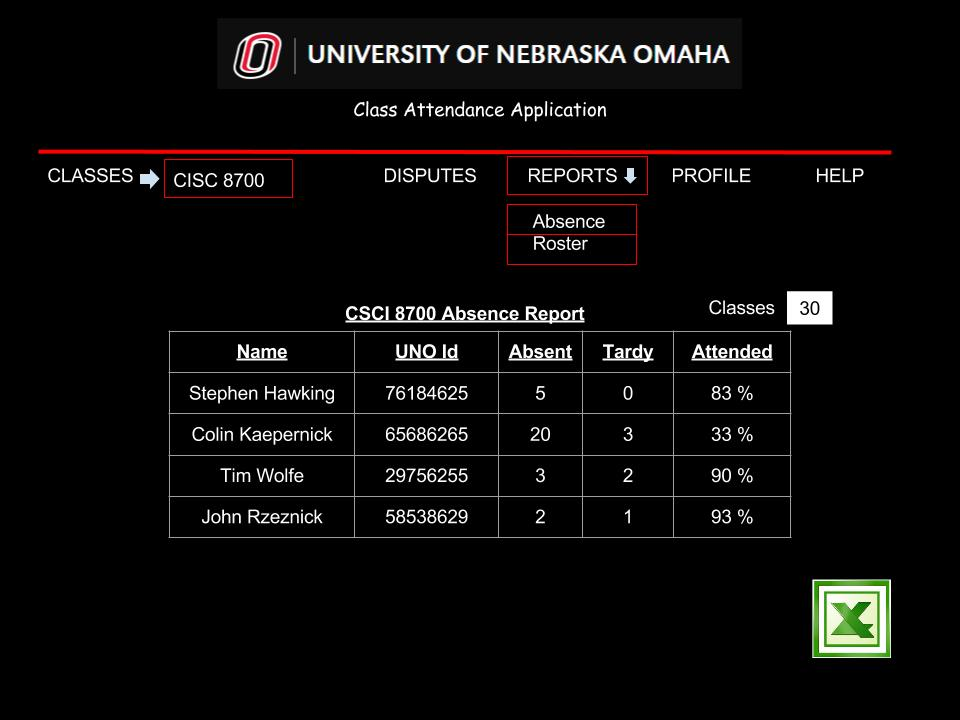 UNIVERSITY OF NEBRASKA OMAHA
Class Attendance Application
CLASSES CISC 8700 DISPUTES REPORTS PROFILE HELP
Absence
Roster
Classes 30
CSCI 8700 Absence Report
Name UNO Id Absent Tardy Attended
Stephen Hawking 76184625 5 0 83 %
Colin Kaepernick 65686265 20 3 33 %
Tim Wolfe 29756255 3 2 90 %
John Rzeznick 58538629 2 1 93 %